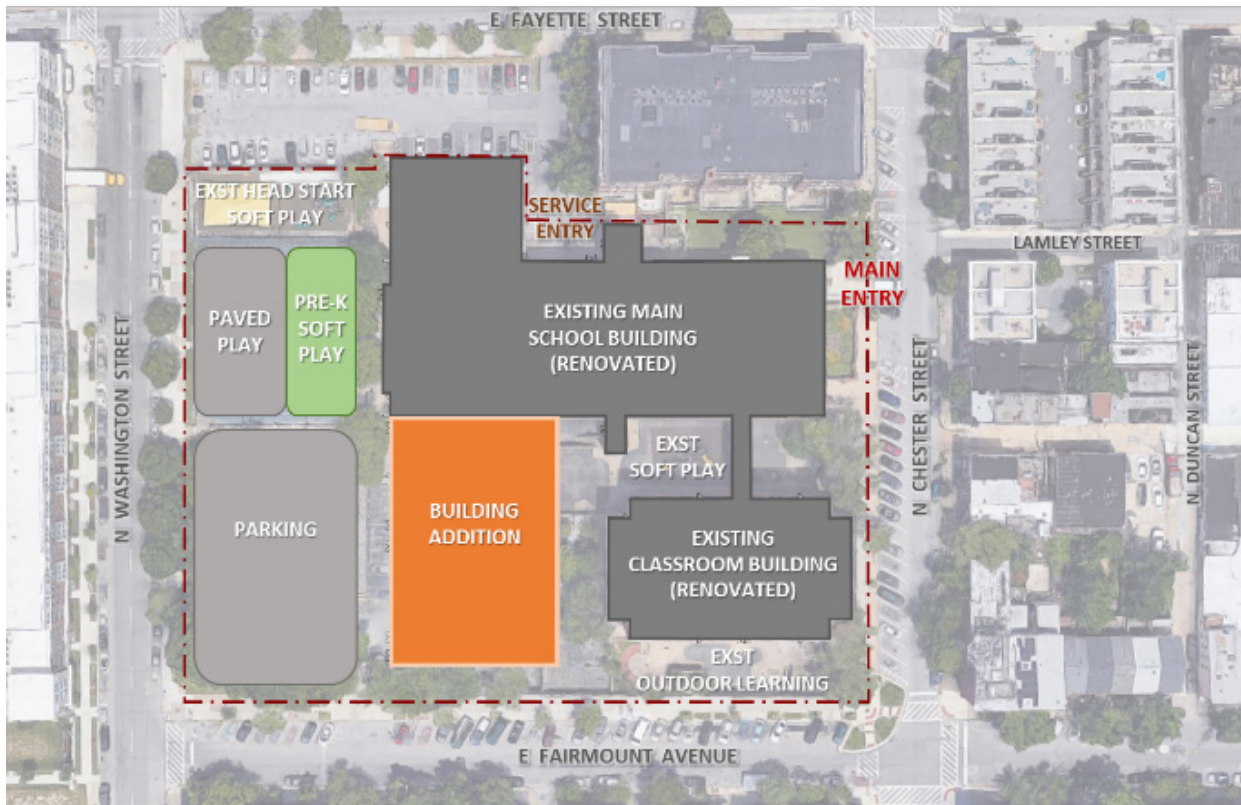 E FAYETTE STREET
EXST HEAD START
SOFT PLAY
SERVICE
ENTRY
LAMLEY STREET
MAIN
ENTRY
PAVED
PLAY
PRE-K
SOFT
PLAY
EXISTING MAIN
SCHOOL BUILDING
(RENOVATED)
N WASHINGTON STREET
N CHESTER STREET
N DUNCAN STREET
EXST
SOFT PLAY
PARKING
BUILDING
ADDITION
EXISTING
CLASSROOM BUILDING
(RENOVATED)
EXST
OUTDOOR LEARNING
E FAIRMOUNT AVENUE